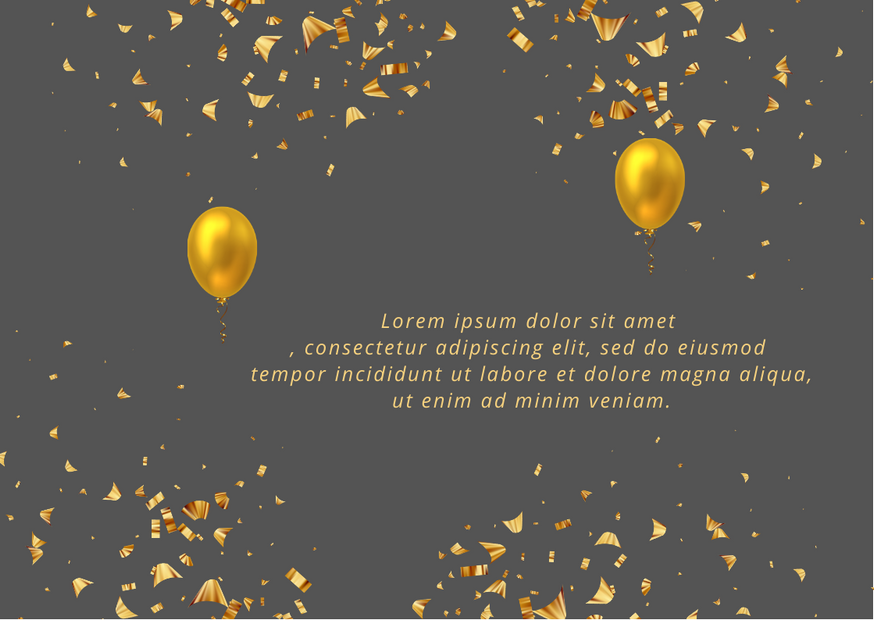 Lorem ipsum dolor sit amet
, consectetur adipiscing elit, sed do eiusmod
tempor incididunt ut labore et dolore magna aliqua,
ut enim ad minim veniam.